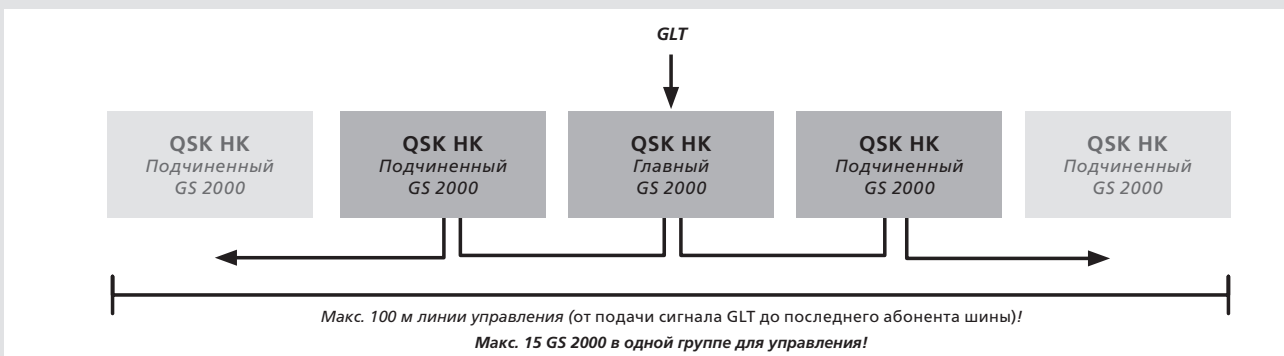 GLT
QSK HK
Подчиненный
GS 2000
QSK HK
Подчиненный
GS 2000
QSK HK
Главный
GS 2000
QSK HK
Подчиненный
GS 2000
QSK HK
Подчиненный
GS 2000
Макс. 100 м линии управления (от подачи сигнала GLT до последнего абонента шины)!
Макс. 15 GS 2000 в одной группе для управления!